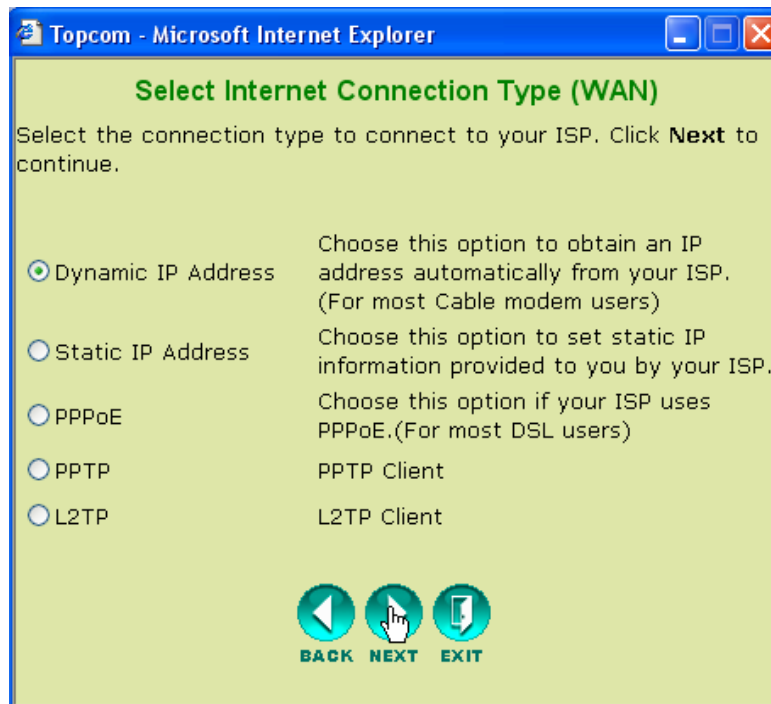 Topcom - Microsoft Internet Explorer
Select Internet Connection Type (WAN)
Select the connection type to connect to your ISP. Click Next to
continue.
Dynamic IP Address
Choose this option to obtain an IP
address automatically from your ISP.
(For most Cable modem users)
Static IP Address
Choose this option to set static IP
information provided to you by your ISP.
PPPoE
Choose this option if your ISP uses
PPPoE.(For most DSL users)
PPTP
PPTP Client
L2TP
L2TP Client
BACK NEXT EXIT